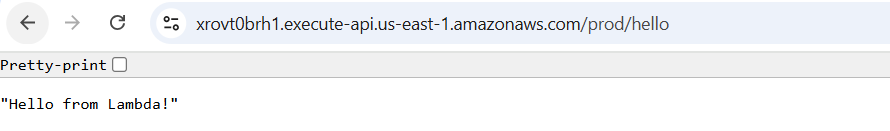 xrovt0brh1.execute-api.us-east-1.amazonaws.com/prod/hello
Pretty-print
"Hello from Lambda!"